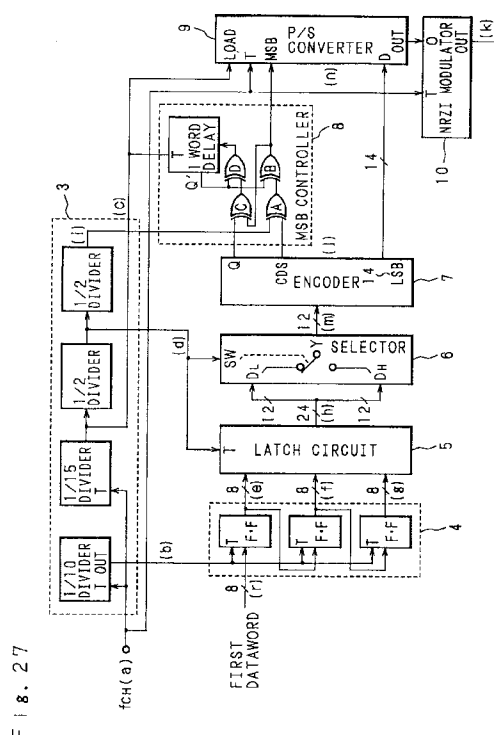 Fig. 27
fCH(a)
3
1/10 DIVIDER
T OUT
1/15 DIVIDER
T
1/2 DIVIDER
1/2 DIVIDER
(b)
(c)
(d)
(i)
FIRST DATAWORD
8
(r)
T
F·F
T
F·F
T
F·F
4
8
(e)
8
(f)
8
(g)
T
LATCH CIRCUIT
5
12
24
(h)
12
SW
DL
Y
DH
SELECTOR
6
12
(m)
Q
CDS
ENCODER
14
LSB
7
(j)
14
Q'
T
1 WORD DELAY
A
B
C
D
MSB CONTROLLER
8
(n)
LOAD
T
MSB
P/S CONVERTER
D OUT
9
T
O OUT
NRZI MODULATOR
10
(k)